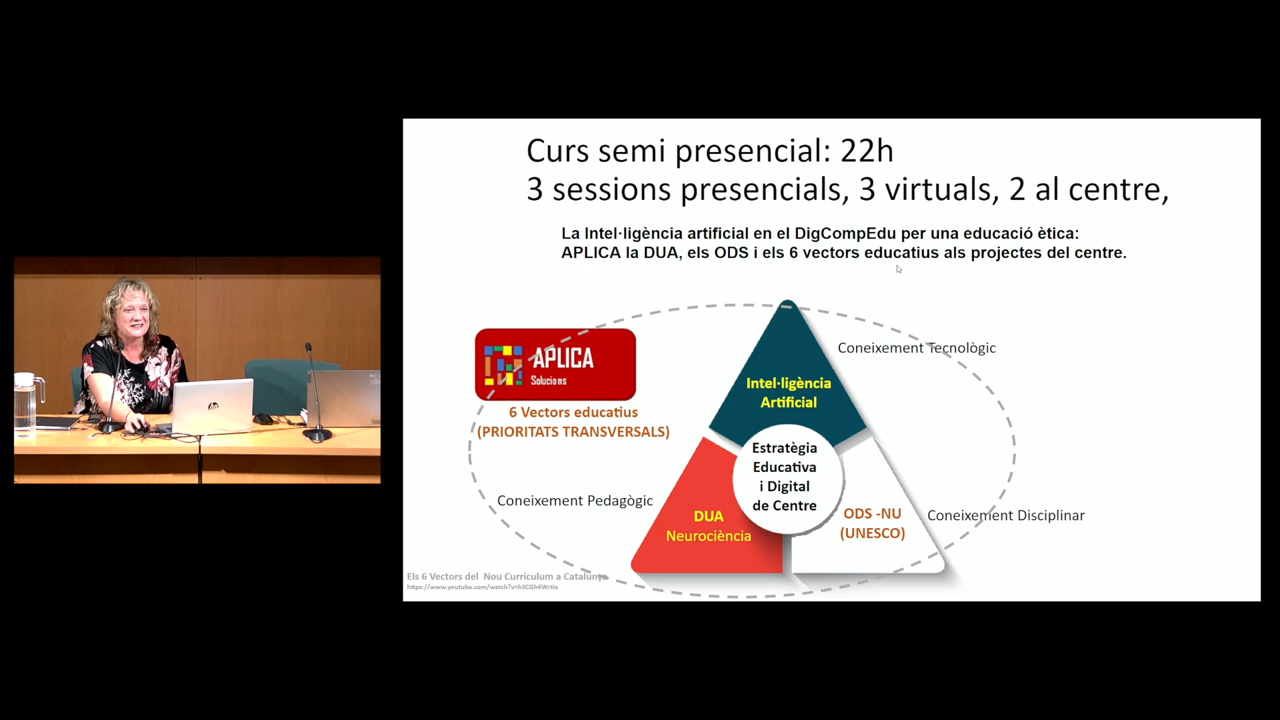 Curs semi presencial: 22h
3 sessions presencials, 3 virtuals, 2 al centre,
La Intel·ligència artificial en el DigCompEdu per una educació ètica:
APLICA la DUA, els ODS i els 6 vectors educatius als projectes del centre.
APLICA
Solucions
6 Vectors educatius
(PRIORITATS TRANSVERSALS)
Coneixement Tecnològic
Intel·ligència
Artificial
Estratègia
Educativa
i Digital
de Centre
Coneixement Pedagògic
DUA
Neurociència
ODS -NU
(UNESCO)
Coneixement Disciplinar
Els 6 Vectors del Nou Curriculum a Catalunya
hp